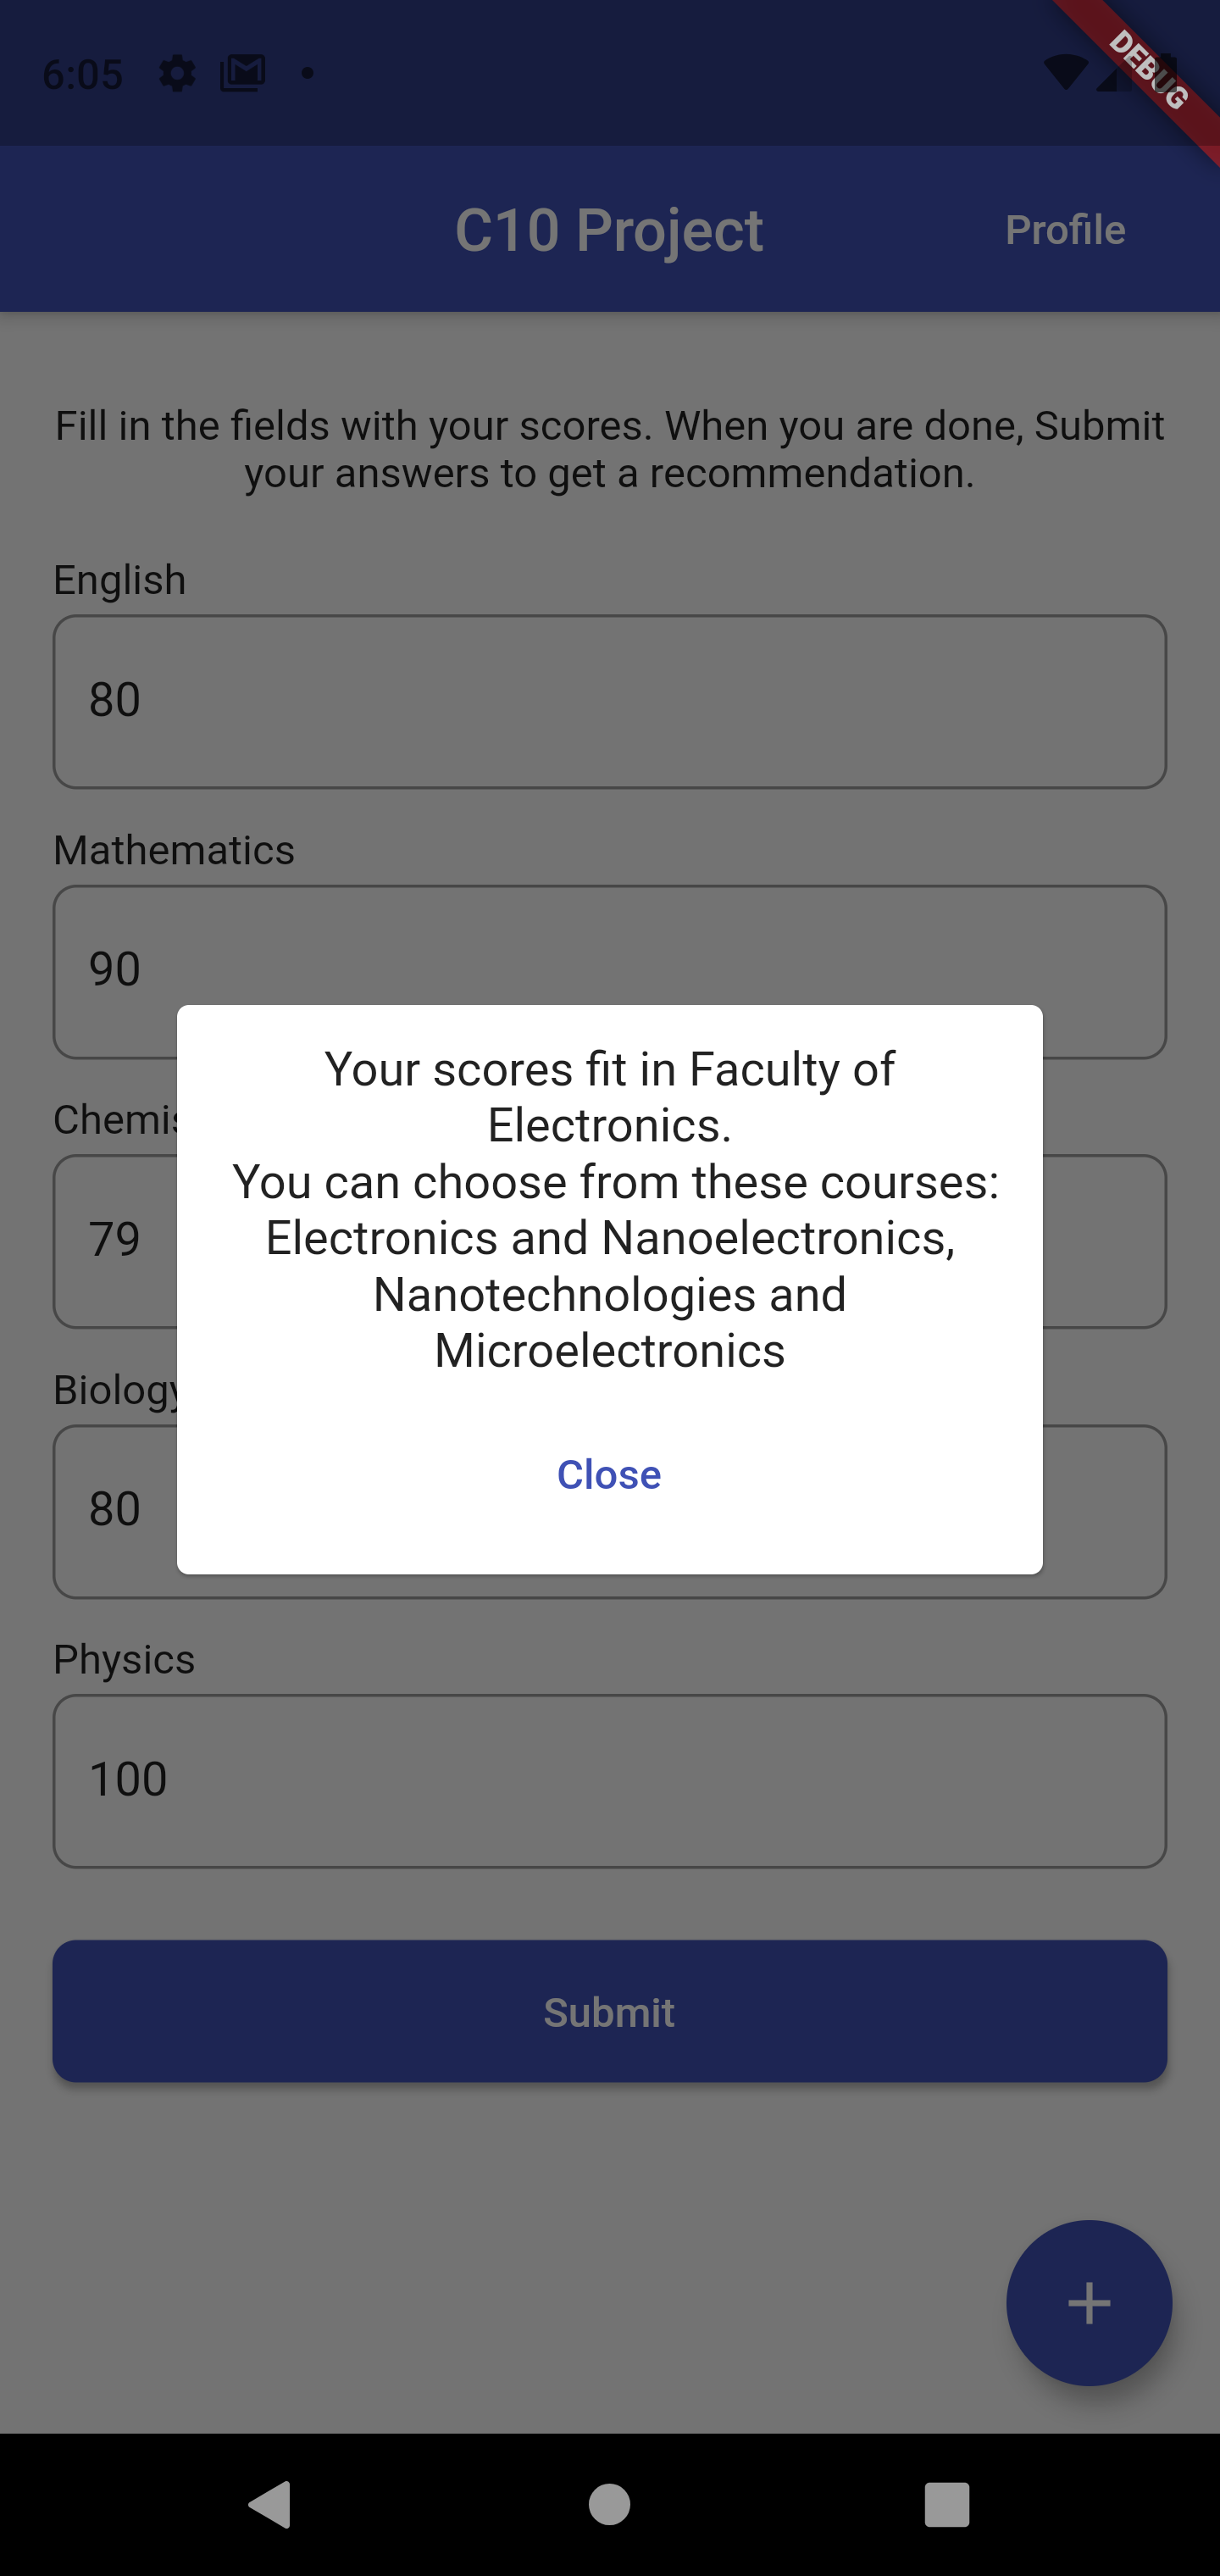 6:05
DEBUG
C10 Project
Profile
Fill in the fields with your scores. When you are done, Submit
your answers to get a recommendation.
English
80
Mathematics
90
79
Biology
80
Your scores fit in Faculty of
Electronics.
You can choose from these courses:
Electronics and Nanoelectronics,
Nanotechnologies and
Microelectronics
Close
Physics
100
Submit